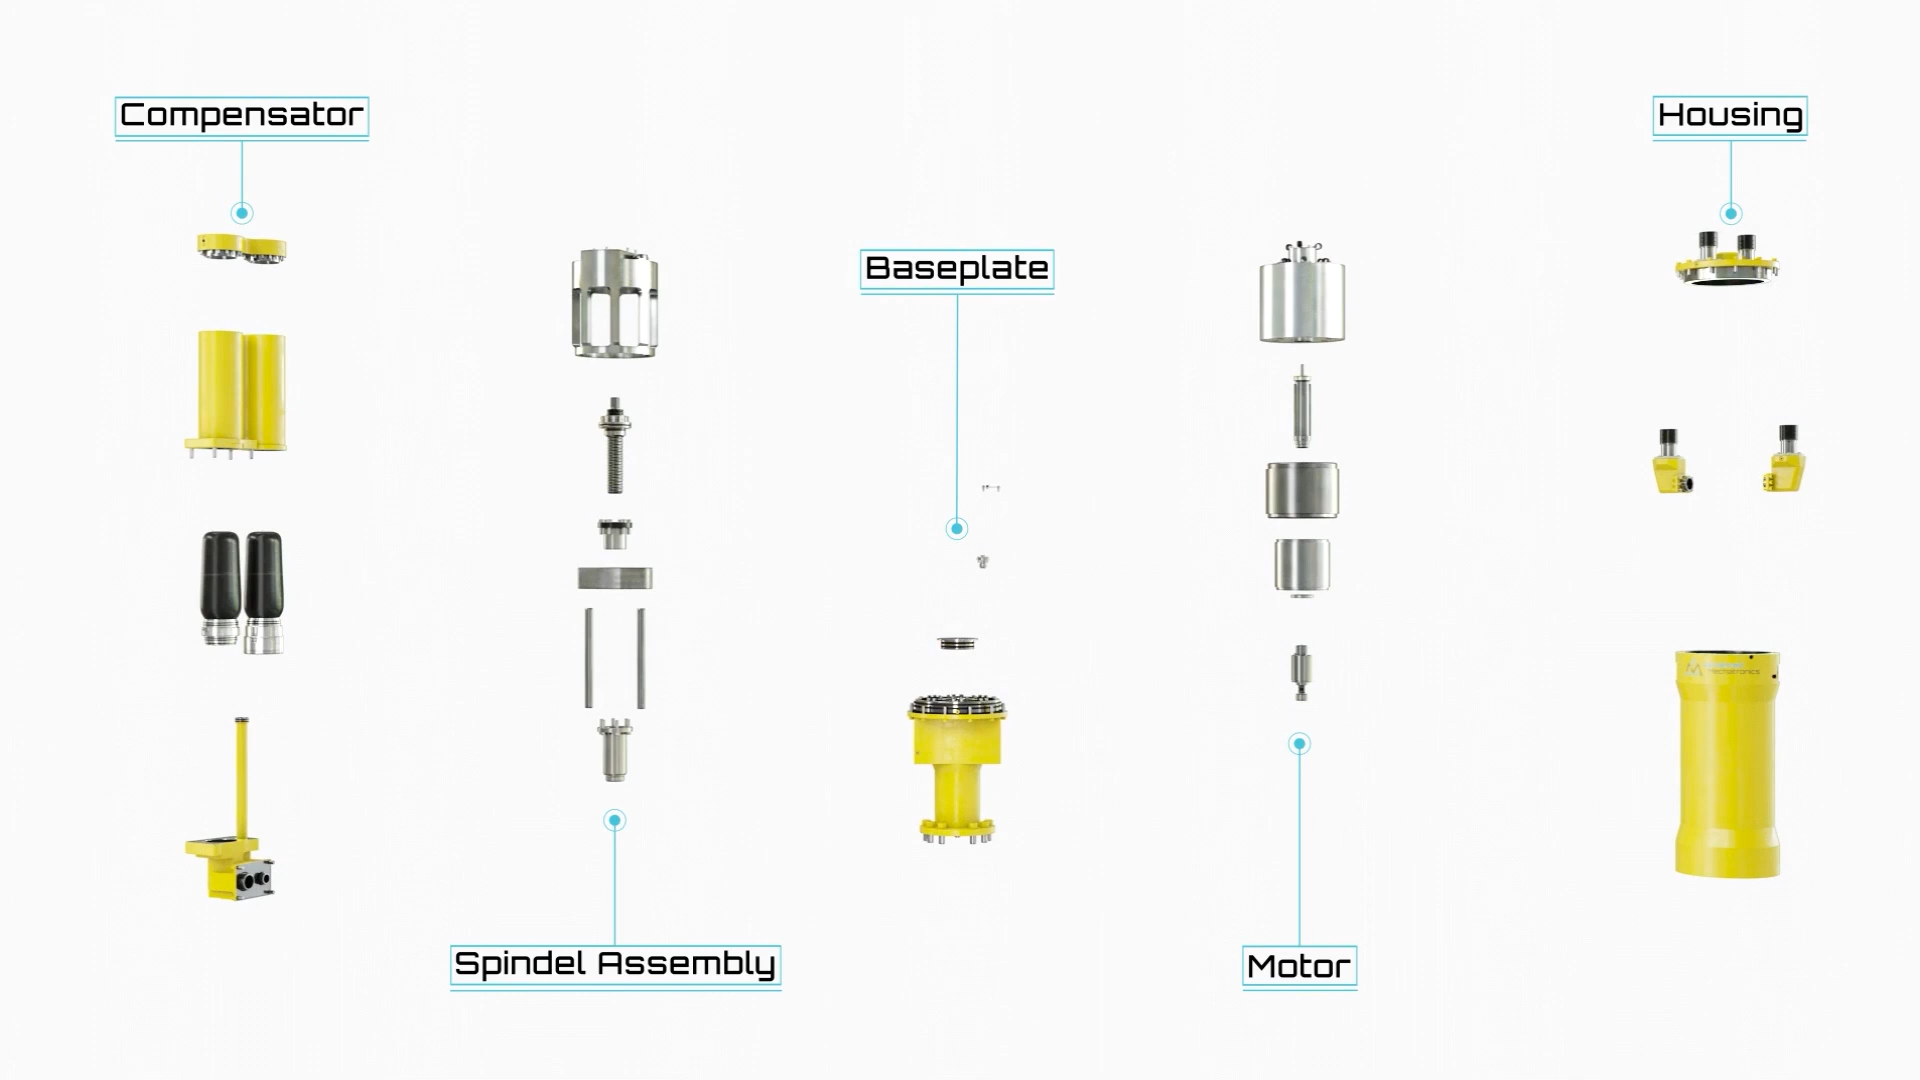 Compensator
Housing
Baseplate
Spindel Assembly
Motor